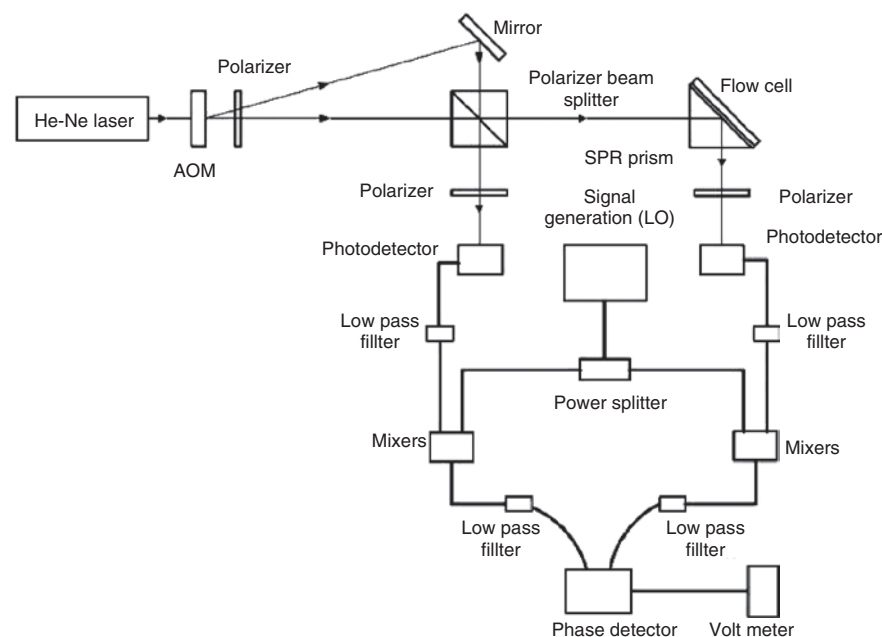 Mirror
Polarizer
Polarizer beam
splitter
Flow cell
He-Ne laser
AOM
SPR prism
Polarizer
Signal
generation (LO)
Polarizer
Photodetector
Photodetector
Low pass
fillter
Low pass
fillter
Power splitter
Mixers
Mixers
Low pass
fillter
Low pass
fillter
Phase detector
Volt meter